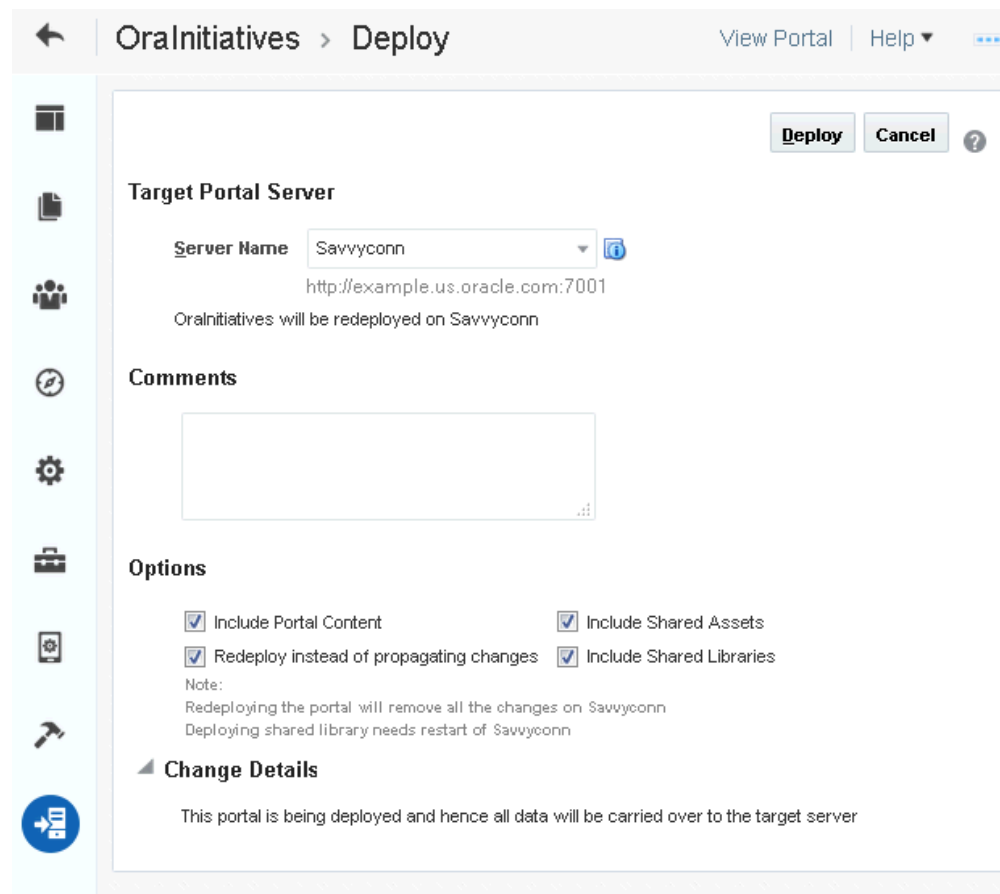 OraInitiatives > Deploy View Portal Help
Deploy Cancel
Target Portal Server
Server Name Savvyconn
http://example.us.oracle.com:7001
OraInitiatives will be redeployed on Savvyconn
Comments
Options
Include Portal Content Include Shared Assets
Redeploy instead of propagating changes Include Shared Libraries
Note:
Redeploying the portal will remove all the changes on Savvyconn
Deploying shared library needs restart of Savvyconn
Change Details
This portal is being deployed and hence all data will be carried over to the target server